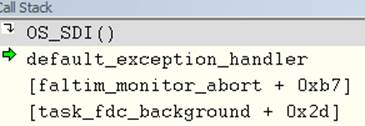 Call Stack
OS_SDI()
default_exception_handler
[faltim_monitor_abort + 0xb7]
[task_fdc_background + 0x2d]